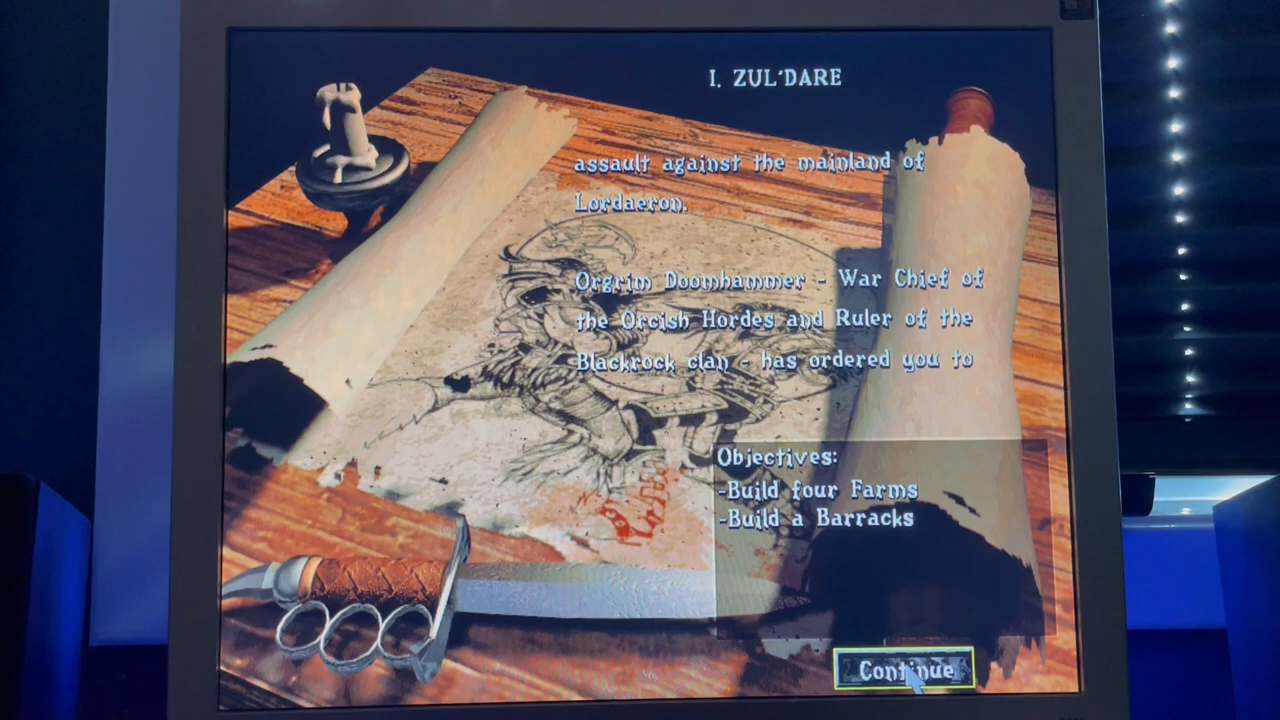 I. ZUL'DARE
assault against the mainland of
Lordaeron.
Orgrim Doomhammer - War Chief of
the Orcish Hordes and Ruler of the
Blackrock clan - has ordered you to
Objectives:
-Build four Farms
-Build a Barracks
Continue